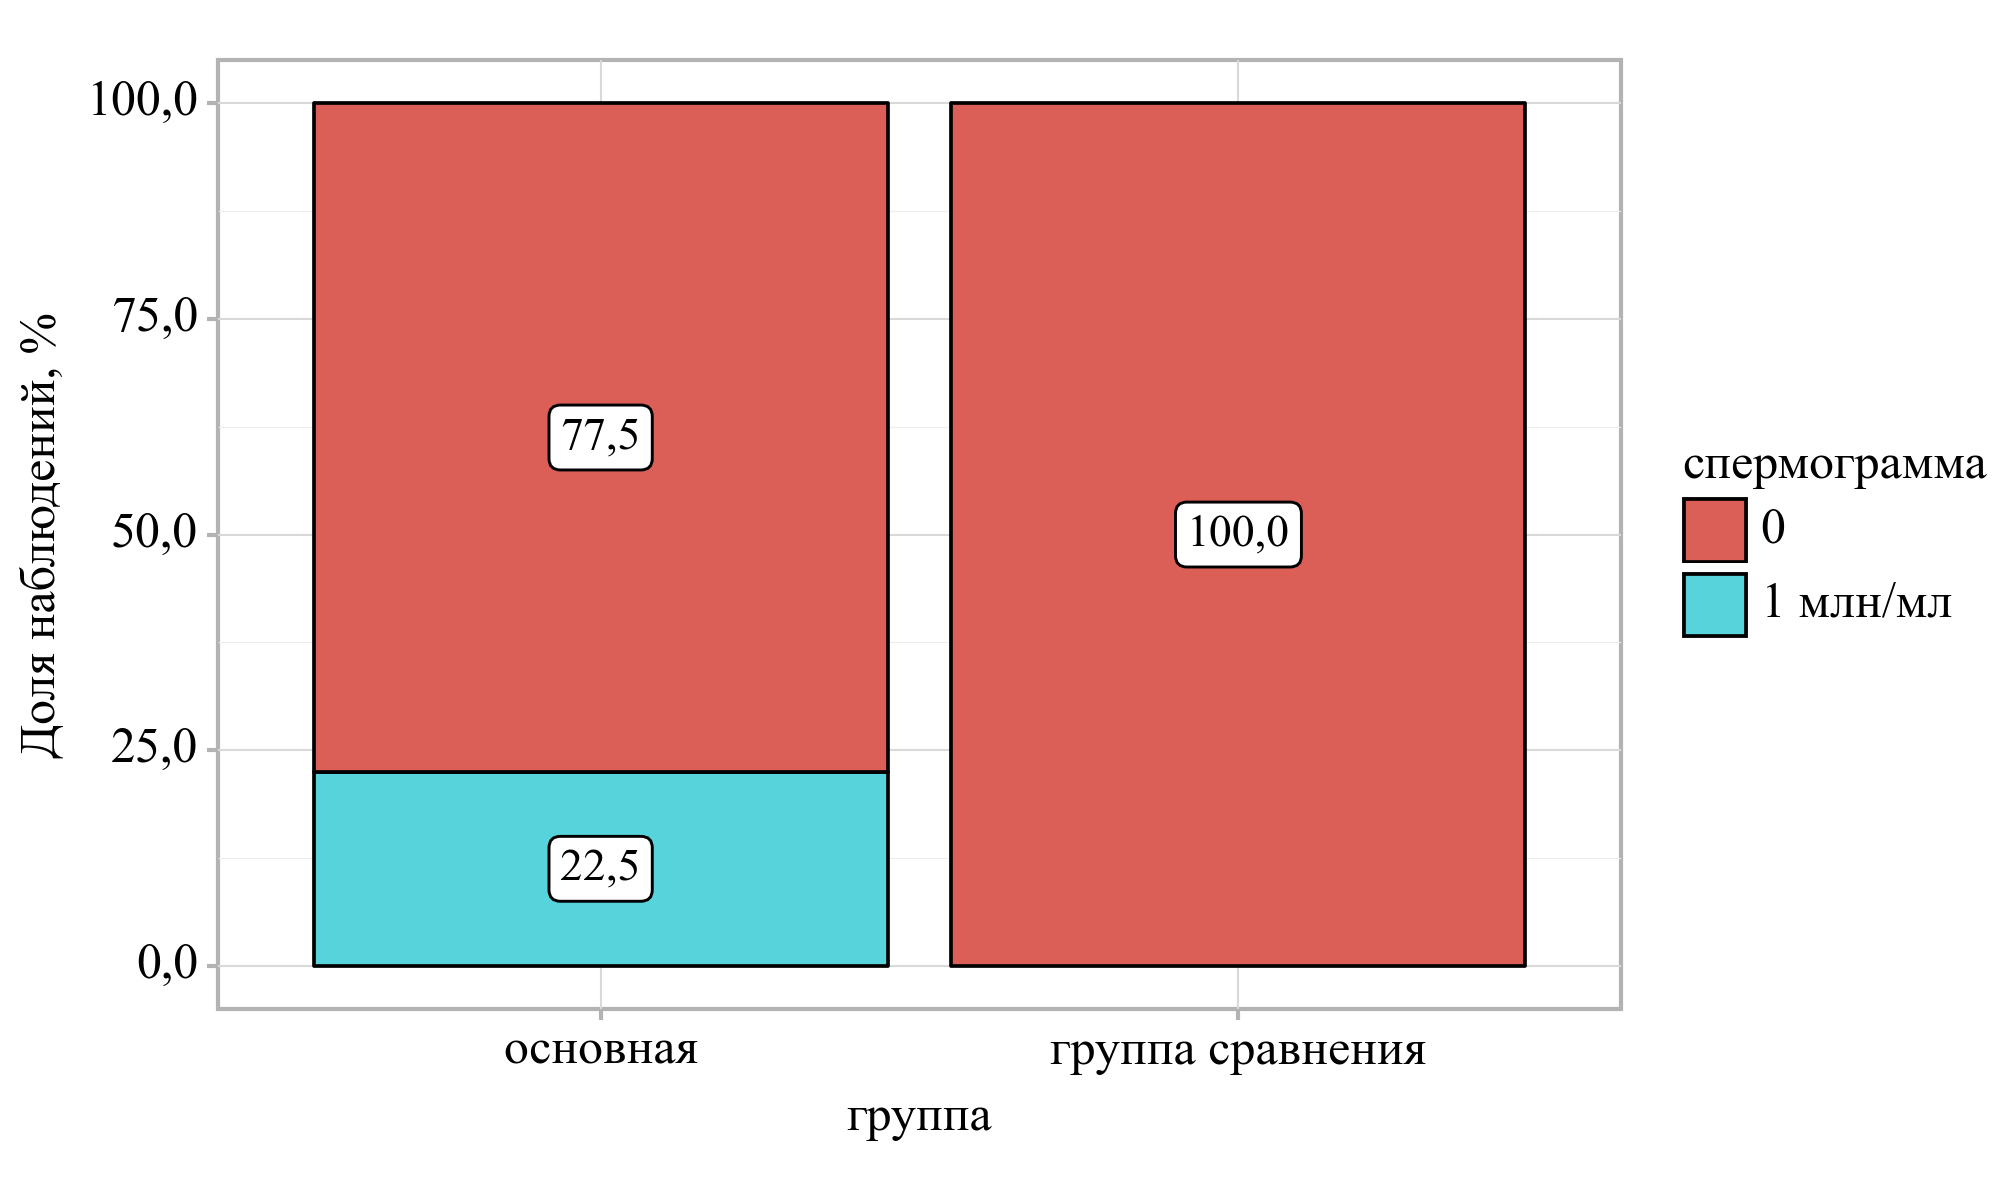 Доля наблюдений, %
100,0
75,0
50,0
25,0
0,0
77,5
22,5
100,0
основная
группа сравнения
группа
спермограмма
0
1 млн/мл